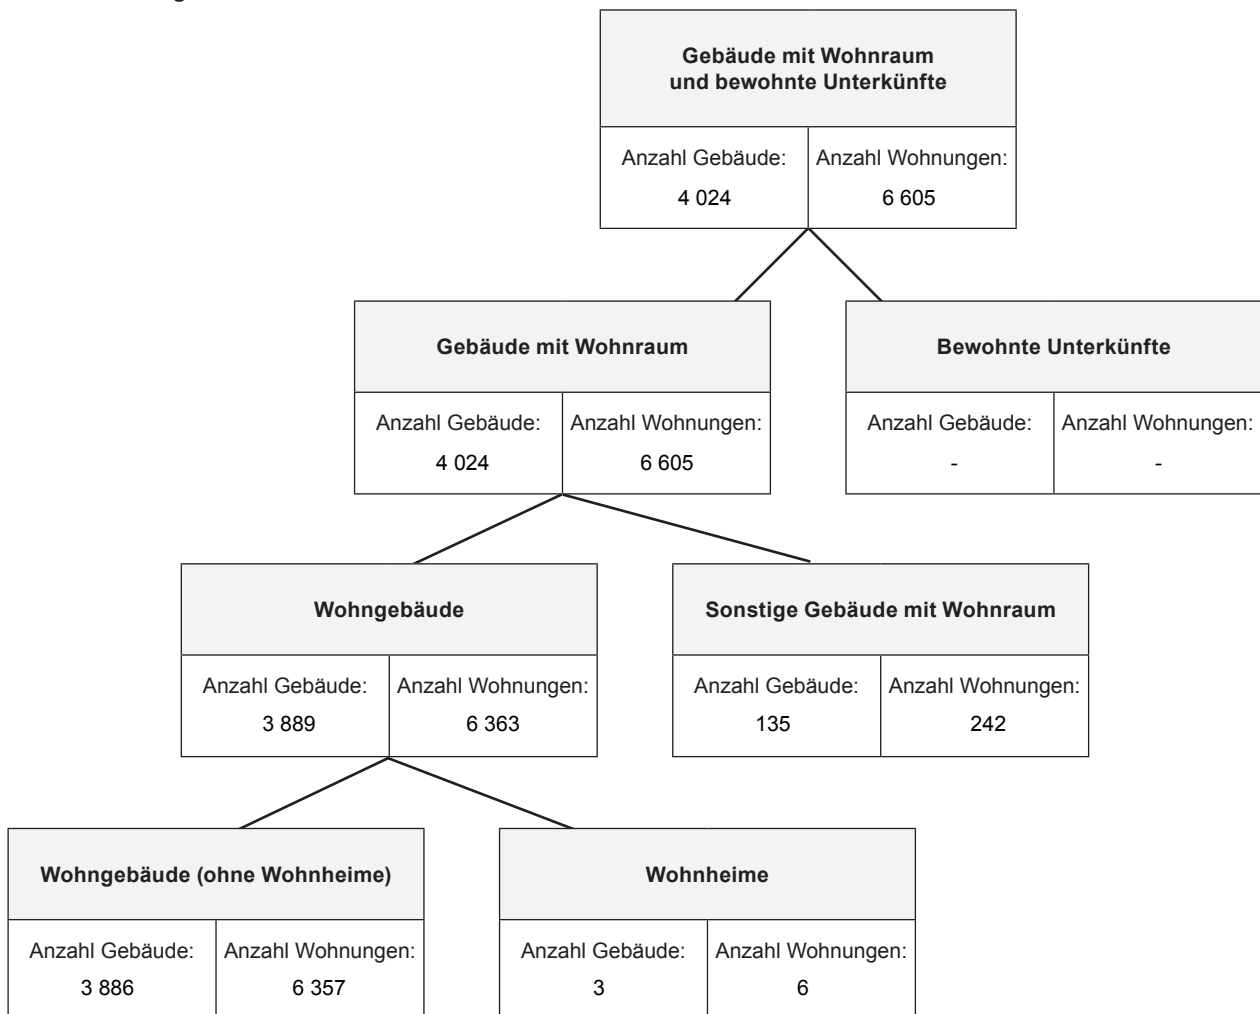 Gebäude mit Wohnraum
und bewohnte Unterkünfte
Anzahl Gebäude: Anzahl Wohnungen:
4 024 6 605
Gebäude mit Wohnraum
Anzahl Gebäude: Anzahl Wohnungen:
4 024 6 605
Bewohnte Unterkünfte
Anzahl Gebäude: Anzahl Wohnungen:
- -
Wohngebäude
Anzahl Gebäude: Anzahl Wohnungen:
3 889 6 363
Sonstige Gebäude mit Wohnraum
Anzahl Gebäude: Anzahl Wohnungen:
135 242
Wohngebäude (ohne Wohnheime)
Anzahl Gebäude: Anzahl Wohnungen:
3 886 6 357
Wohnheime
Anzahl Gebäude: Anzahl Wohnungen:
3 6